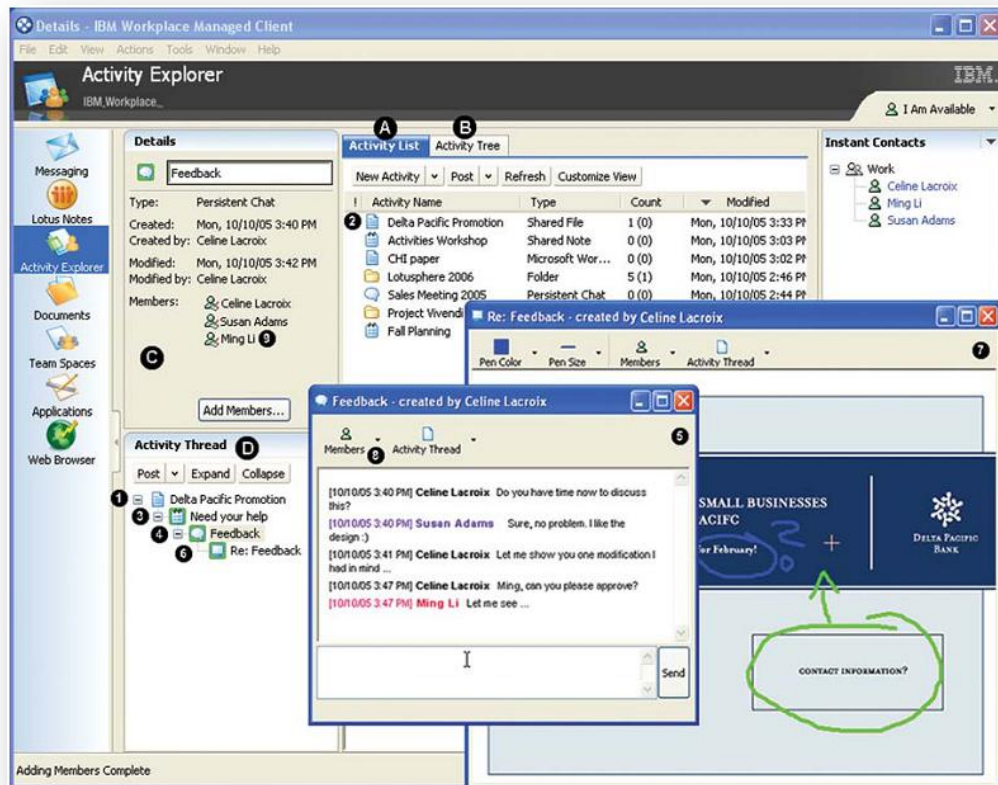 Details - IBM Workplace Managed Client
File Edit View Actions Tools Window Help
Activity Explorer
IBM_Workplace_
IBM.
I Am Available
Messaging
Lotus Notes
Activity Explorer
Documents
Team Spaces
Applications
Web Browser
Details
Feedback
Type: Persistent Chat
Created: Mon, 10/10/05 3:40 PM
Created by: Celine Lacroix
Modified: Mon, 10/10/05 3:42 PM
Modified by: Celine Lacroix
Members: Celine Lacroix
Susan Adams
Ming Li 9
C
Add Members...
Activity Thread D
Post Expand Collapse
1 Delta Pacific Promotion
3 Need your help
4 Feedback
6 Re: Feedback
A B
Activity List Activity Tree
New Activity Post Refresh Customize View
! Activity Name Type Count Modified
2 Delta Pacific Promotion Shared File 1 (0) Mon, 10/10/05 3:33 PM
Activities Workshop Shared Note 0 (0) Mon, 10/10/05 3:03 PM
CHI paper Microsoft Wor... 0 (0) Mon, 10/10/05 3:02 PM
Lotusphere 2006 Folder 5 (1) Mon, 10/10/05 2:46 PM
Sales Meeting 2005 Persistent Chat 0 (0) Mon, 10/10/05 2:44 PM
Project Vivendi
Fall Planning
Instant Contacts
Work
Celine Lacroix
Ming Li
Susan Adams
Re: Feedback - created by Celine Lacroix
Pen Color Pen Size Members Activity Thread 7
SMALL BUSINESSES
ACIFC
for February!
?
DELTA PACIFIC
BANK
CONTACT INFORMATION?
Feedback - created by Celine Lacroix
Members 8 Activity Thread 5
[10/10/05 3:40 PM] Celine Lacroix Do you have time now to discuss
this?
[10/10/05 3:40 PM] Susan Adams Sure, no problem. I like the
design :)
[10/10/05 3:41 PM] Celine Lacroix Let me show you one modification I
had in mind ...
[10/10/05 3:47 PM] Celine Lacroix Ming, can you please approve?
[10/10/05 3:47 PM] Ming Li Let me see ...
Send
Adding Members Complete